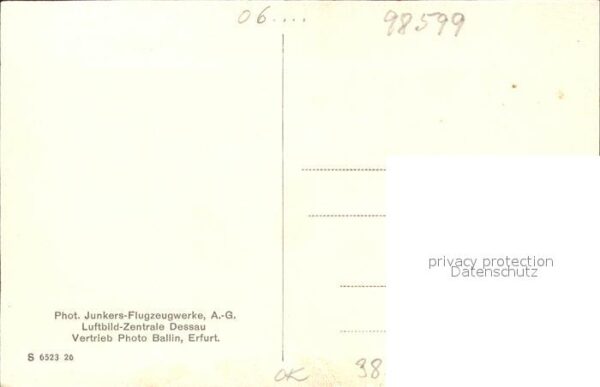 06....
98599
privacy protection
Datenschutz
Phot. Junkers-Flugzeugwerke, A.-G.
Luftbild-Zentrale Dessau
Vertrieb Photo Ballin, Erfurt.
S 6523 26
OK
38